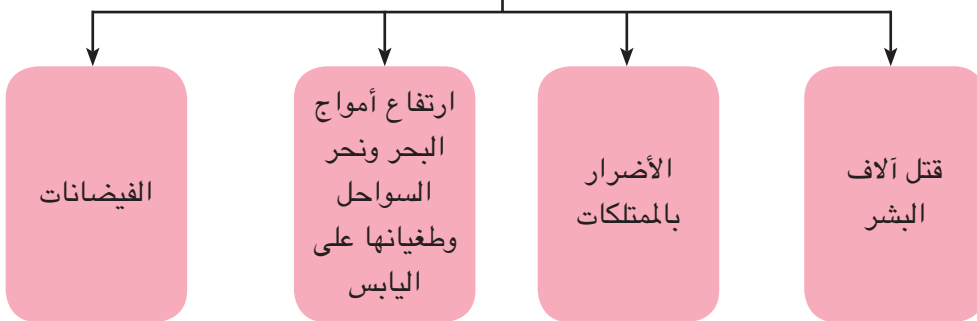 قتل آلاف
البشر
الأضرار
بالممتلكات
ارتفاع أمواج
البحر ونحر
السواحل
وطغيانها على
اليابس
الفيضانات